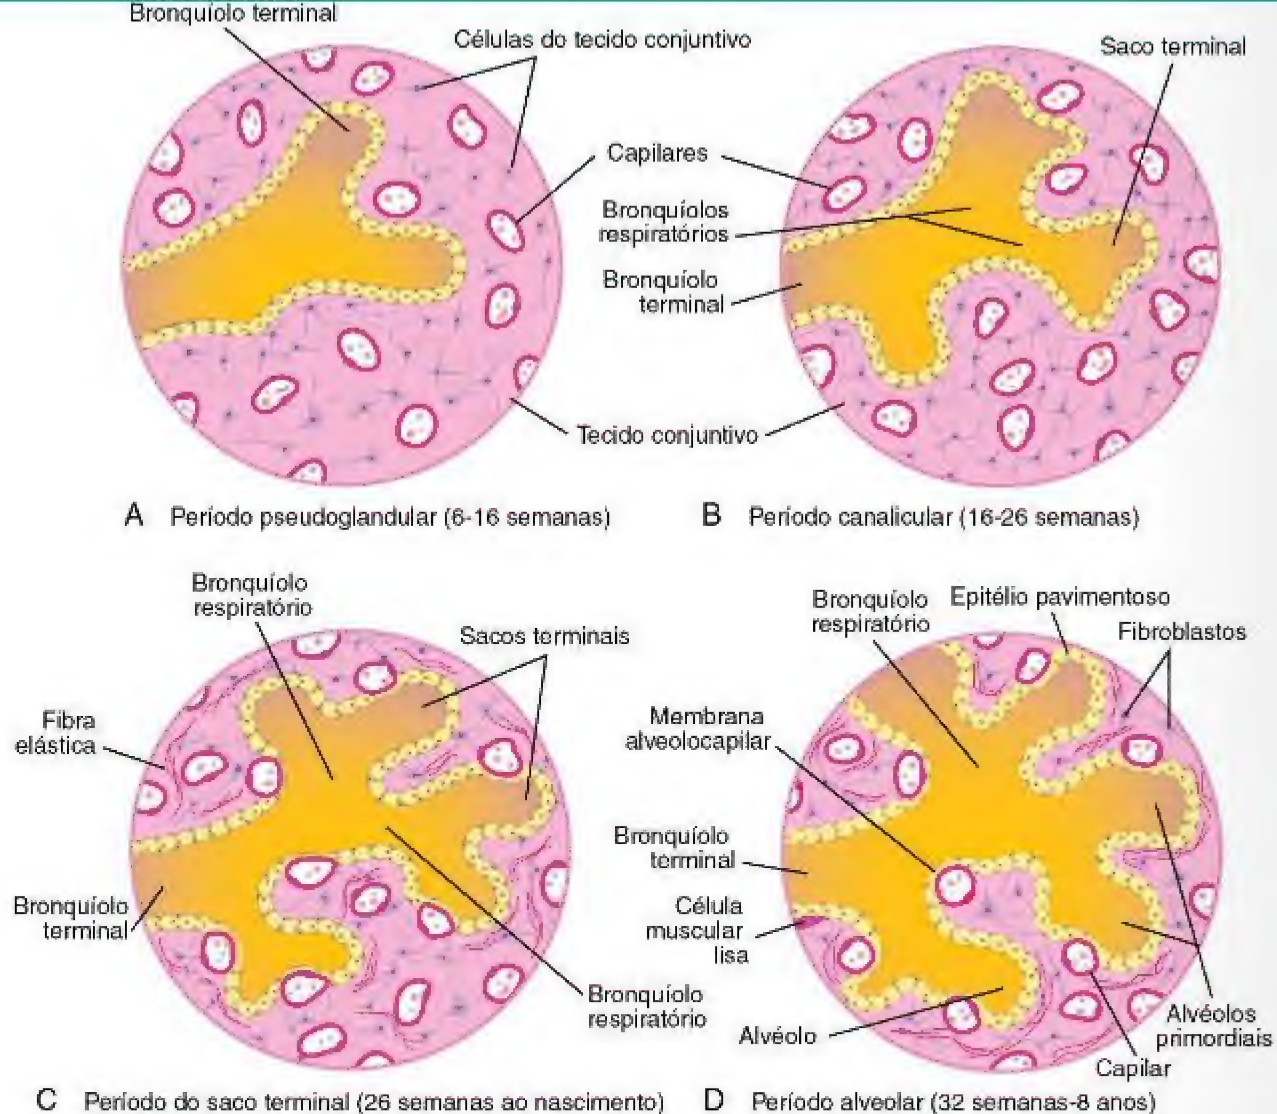 Bronquíolo terminal
Células do tecido conjuntivo
Saco terminal
Capilares
Bronquíolos
respiratórios
Bronquíolo
terminal
Tecido conjuntivo
A Período pseudoglandular (6-16 semanas)
B Período canalicular (16-26 semanas)
Bronquíolo
respiratório
Sacos terminais
Fibra
elástica
Bronquíolo
terminal
Bronquíolo
respiratório
Bronquíolo
respiratório
Epitélio pavimentoso
Fibroblastos
Membrana
alveolocapilar
Bronquíolo
terminal
Célula
muscular
lisa
Alvéolo
Alvéolos
primordiais
Capilar
C Período do saco terminal (26 semanas ao nascimento)
D Período alveolar (32 semanas-8 anos)